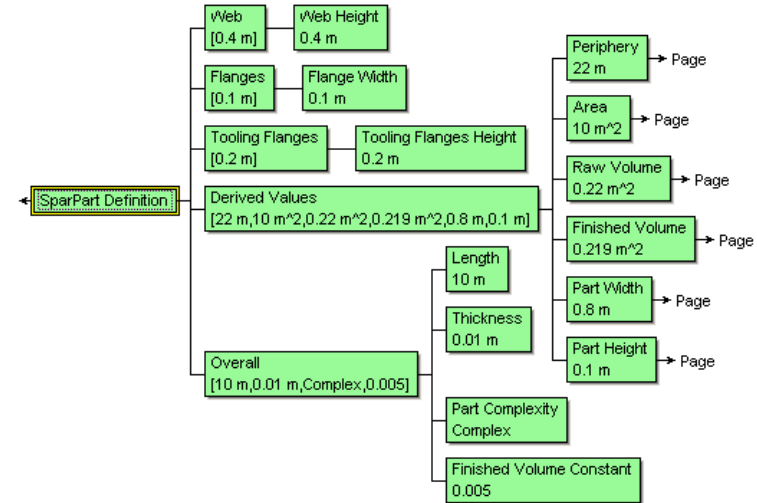 SparPart Definition
Web
[0.4 m]
Web Height
0.4 m
Flanges
[0.1 m]
Flange Width
0.1 m
Tooling Flanges
[0.2 m]
Tooling Flanges Height
0.2 m
Derived Values
[22 m,10 m^2,0.22 m^2,0.219 m^2,0.8 m,0.1 m]
Periphery
22 m
Page
Area
10 m^2
Page
Raw Volume
0.22 m^2
Page
Finished Volume
0.219 m^2
Page
Part Width
0.8 m
Page
Part Height
0.1 m
Page
Overall
[10 m,0.01 m,Complex,0.005]
Length
10 m
Thickness
0.01 m
Part Complexity
Complex
Finished Volume Constant
0.005